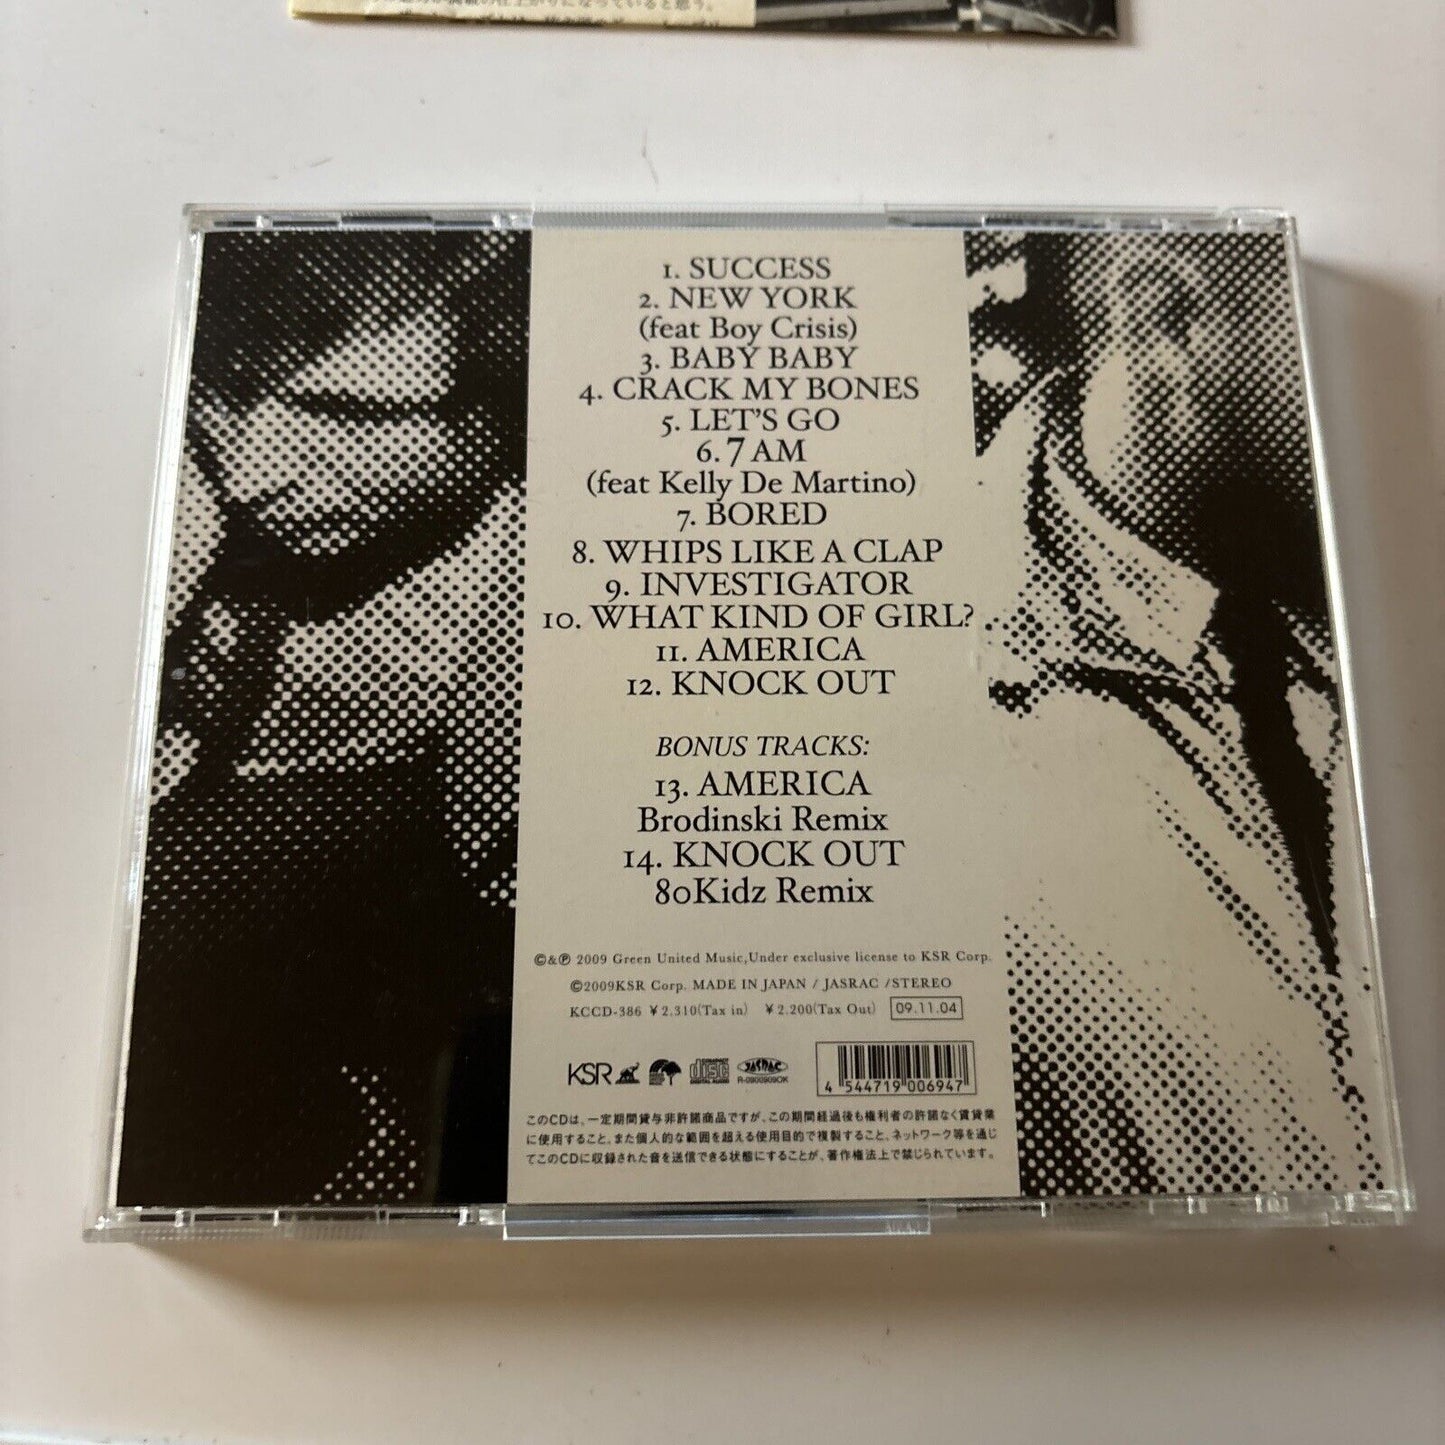 1. SUCCESS
2. NEW YORK
(feat Boy Crisis)
3. BABY BABY
4. CRACK MY BONES
5. LET'S GO
6. 7 AM
(feat Kelly De Martino)
7. BORED
8. WHIPS LIKE A CLAP
9. INVESTIGATOR
10. WHAT KIND OF GIRL?
11. AMERICA
12. KNOCK OUT
BONUS TRACKS:
13. AMERICA
Brodinski Remix
14. KNOCK OUT
80Kidz Remix
©&℗ 2009 Green United Music,Under exclusive license to KSR Corp.
©2009KSR Corp. MADE IN JAPAN / JASRAC /STEREO
KCCD-386 ¥2,310(Tax in) ¥2,200(Tax Out) 09.11.04
KSR COMPACT disc DIGITAL AUDIO JASRAC
R-0900909OK
4 544719 006947
このCDは、一定期間貸与非許諾商品ですが、この期間経過後も権利者の許諾なく賃貸業
に使用すること、また個人的な範囲を超える使用目的で複製すること、ネットワーク等を通じ
てこのCDに収録された音を送信できる状態にすることが、著作権法上で禁じられています。